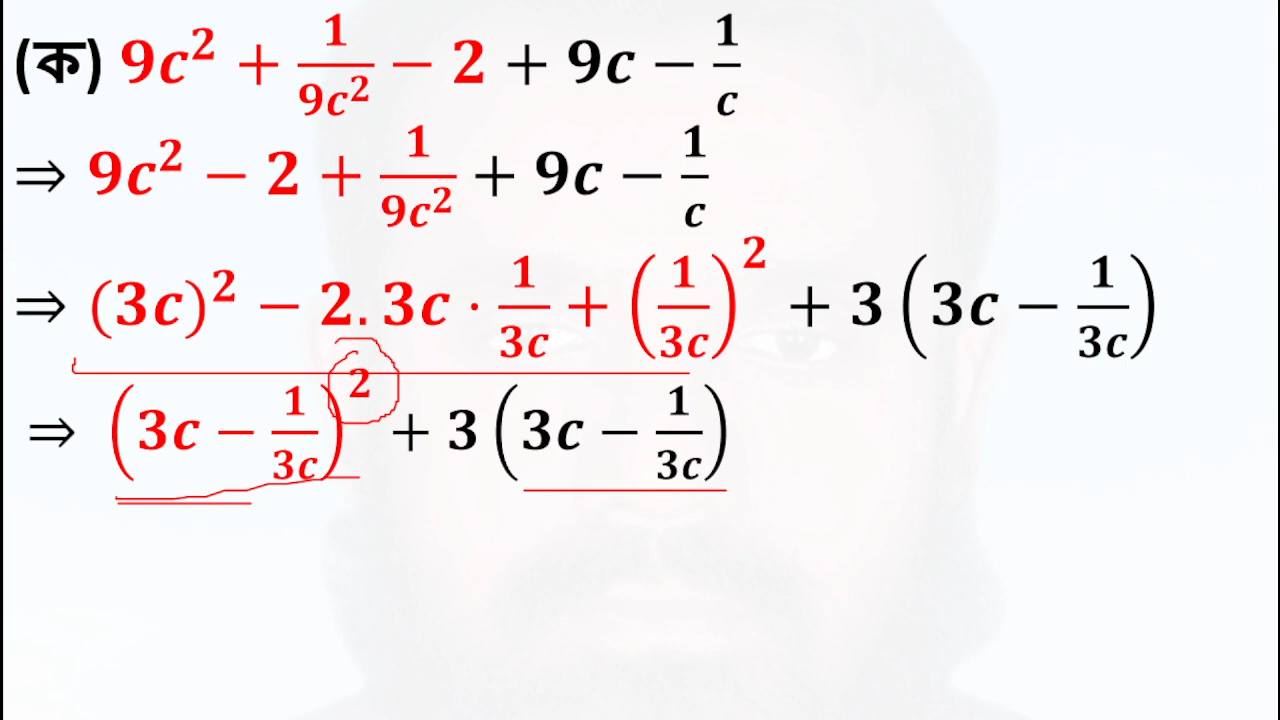 (ক) 9c² + 1/9c² − 2 + 9c − 1/c
⇒ 9c² − 2 + 1/9c² + 9c − 1/c
⇒ (3c)² − 2. 3c · 1/3c + (1/3c)² + 3(3c − 1/3c)
⇒ (3c − 1/3c)² + 3(3c − 1/3c)